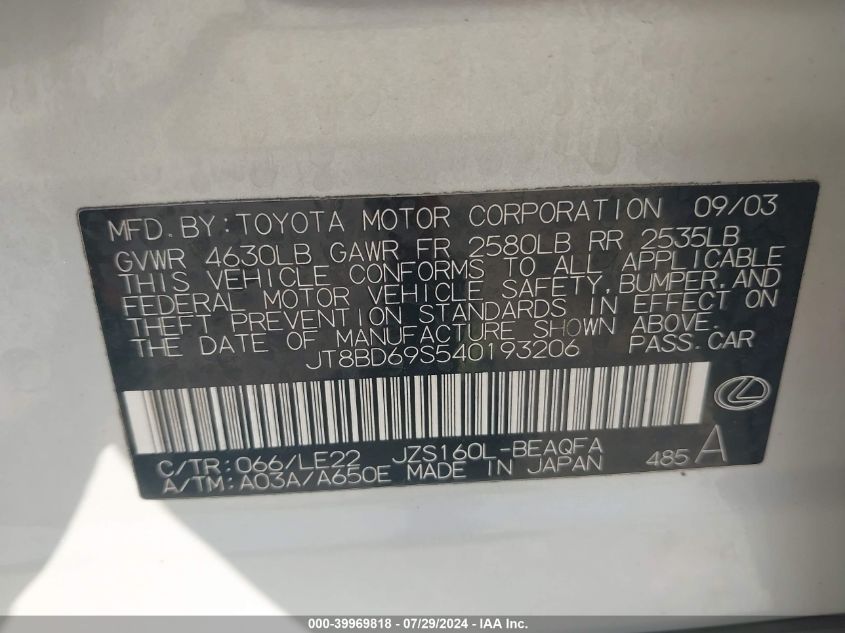 MFD. BY: TOYOTA MOTOR CORPORATION 09/03
GVWR 4630LB GAWR FR 2580LB RR 2535LB
THIS VEHICLE CONFORMS TO ALL APPLICABLE
FEDERAL MOTOR VEHICLE SAFETY, BUMPER, AND
THEFT PREVENTION STANDARDS IN EFFECT ON
THE DATE OF MANUFACTURE SHOWN ABOVE.
JT8BD69S540193206 PASS. CAR
C/TR: 066/LE22 JZS160L-BEAQFA
A/TM: A03A/A650E MADE IN JAPAN 485 A
000-39969818 - 07/29/2024 - IAA Inc.